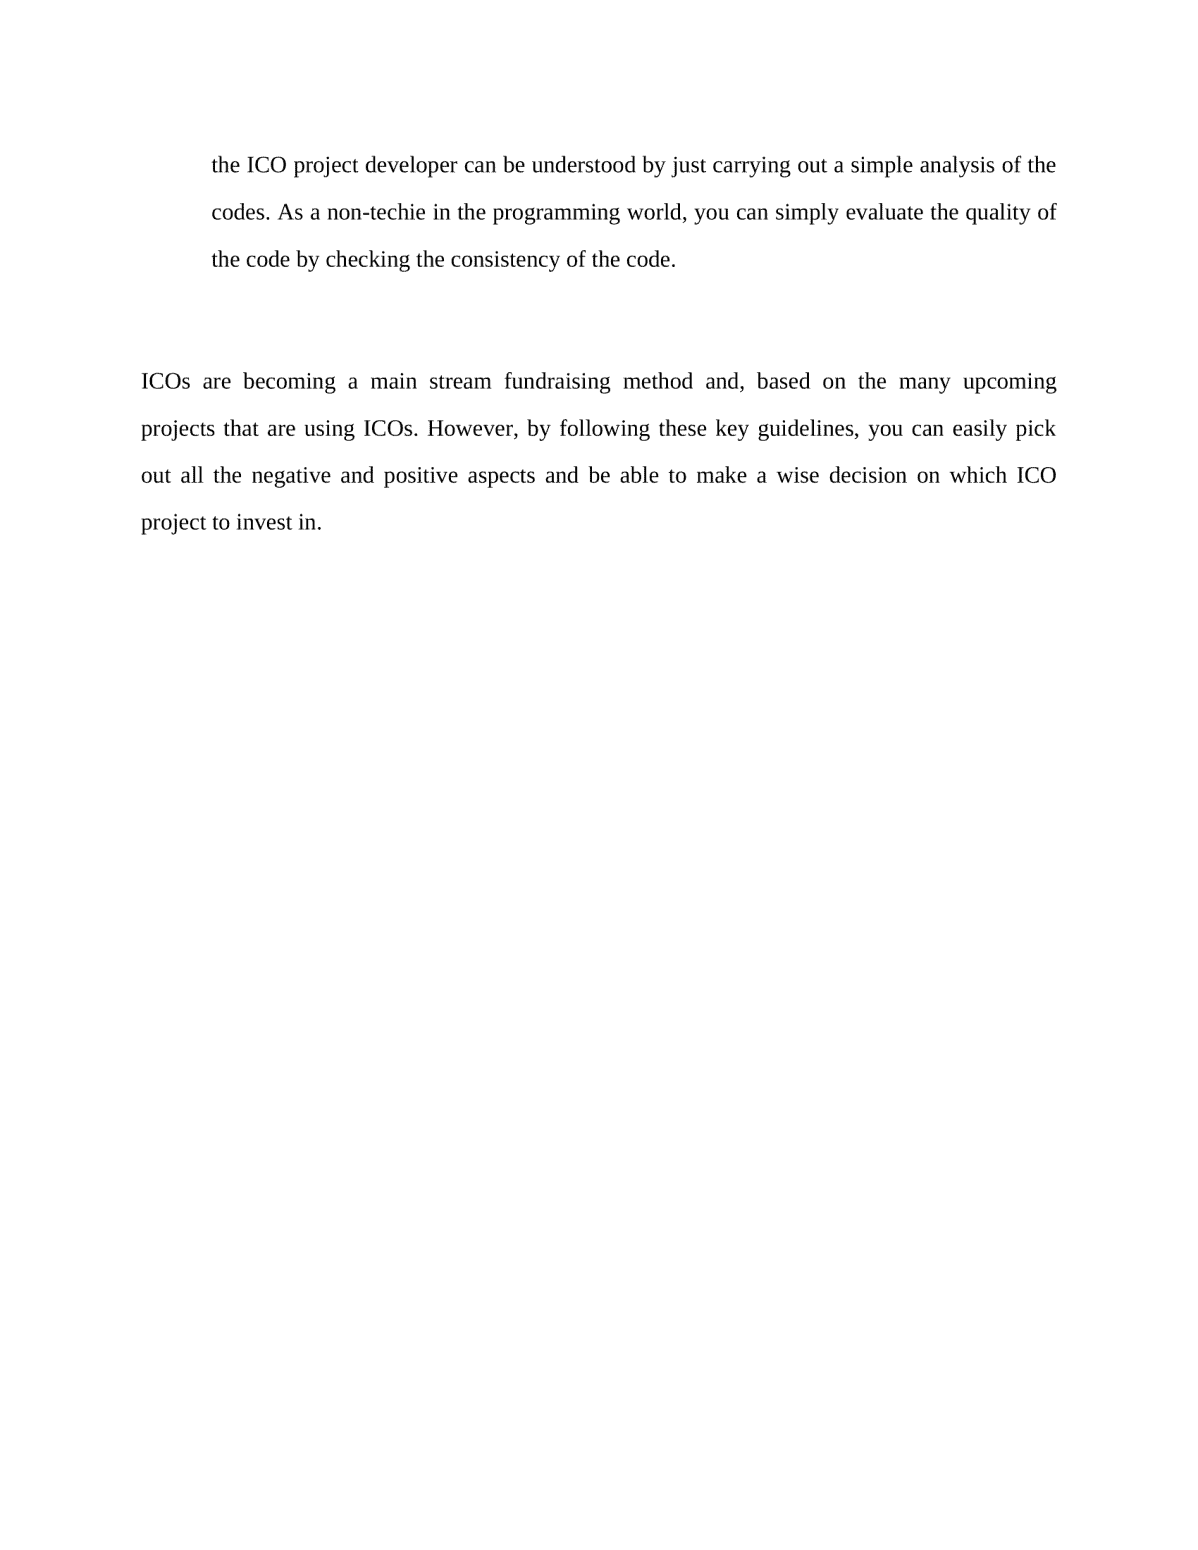 the ICO project developer can be understood by just carrying out a simple analysis of the
codes. As a non-techie in the programming world, you can simply evaluate the quality of
the code by checking the consistency of the code.
ICOs are becoming a main stream fundraising method and, based on the many upcoming
projects that are using ICOs. However, by following these key guidelines, you can easily pick
out all the negative and positive aspects and be able to make a wise decision on which ICO
project to invest in.